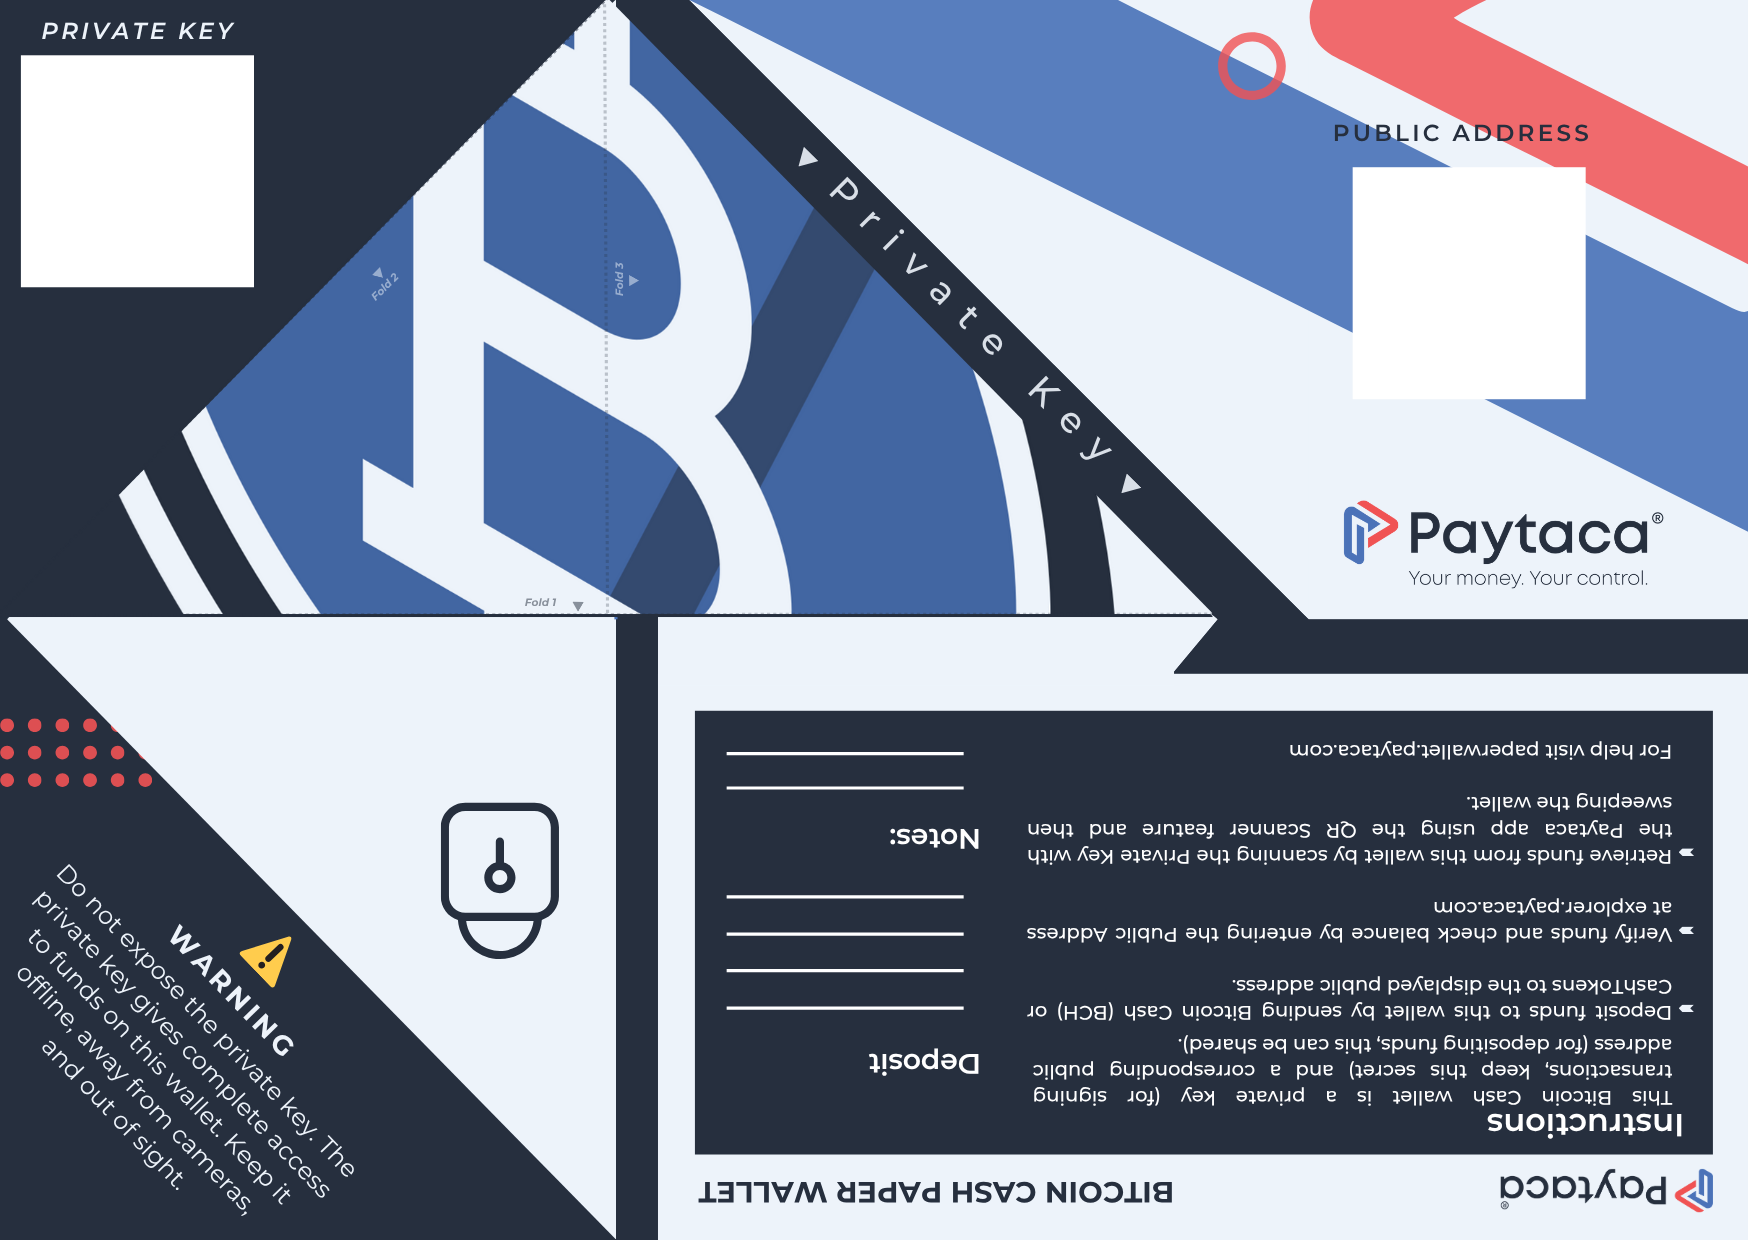 PRIVATE KEY
PUBLIC ADDRESS
Private Key
Fold 2
Fold 3
Fold 1
Paytaca®
Your money. Your control.
WARNING
Do not expose the private key. The
private key gives complete access
to funds on this wallet. Keep it
offline, away from cameras,
and out of sight.
Paytaca®
BITCOIN CASH PAPER WALLET
Instructions
This Bitcoin Cash wallet is a private key (for signing
transactions, keep this secret) and a corresponding public
address (for depositing funds, this can be shared).
Deposit funds to this wallet by sending Bitcoin Cash (BCH) or
CashTokens to the displayed public address.
Verify funds and check balance by entering the Public Address
at explorer.paytaca.com
Retrieve funds from this wallet by scanning the Private Key with
the Paytaca app using the QR Scanner feature and then
sweeping the wallet.
For help visit paperwallet.paytaca.com
Deposit
Notes: